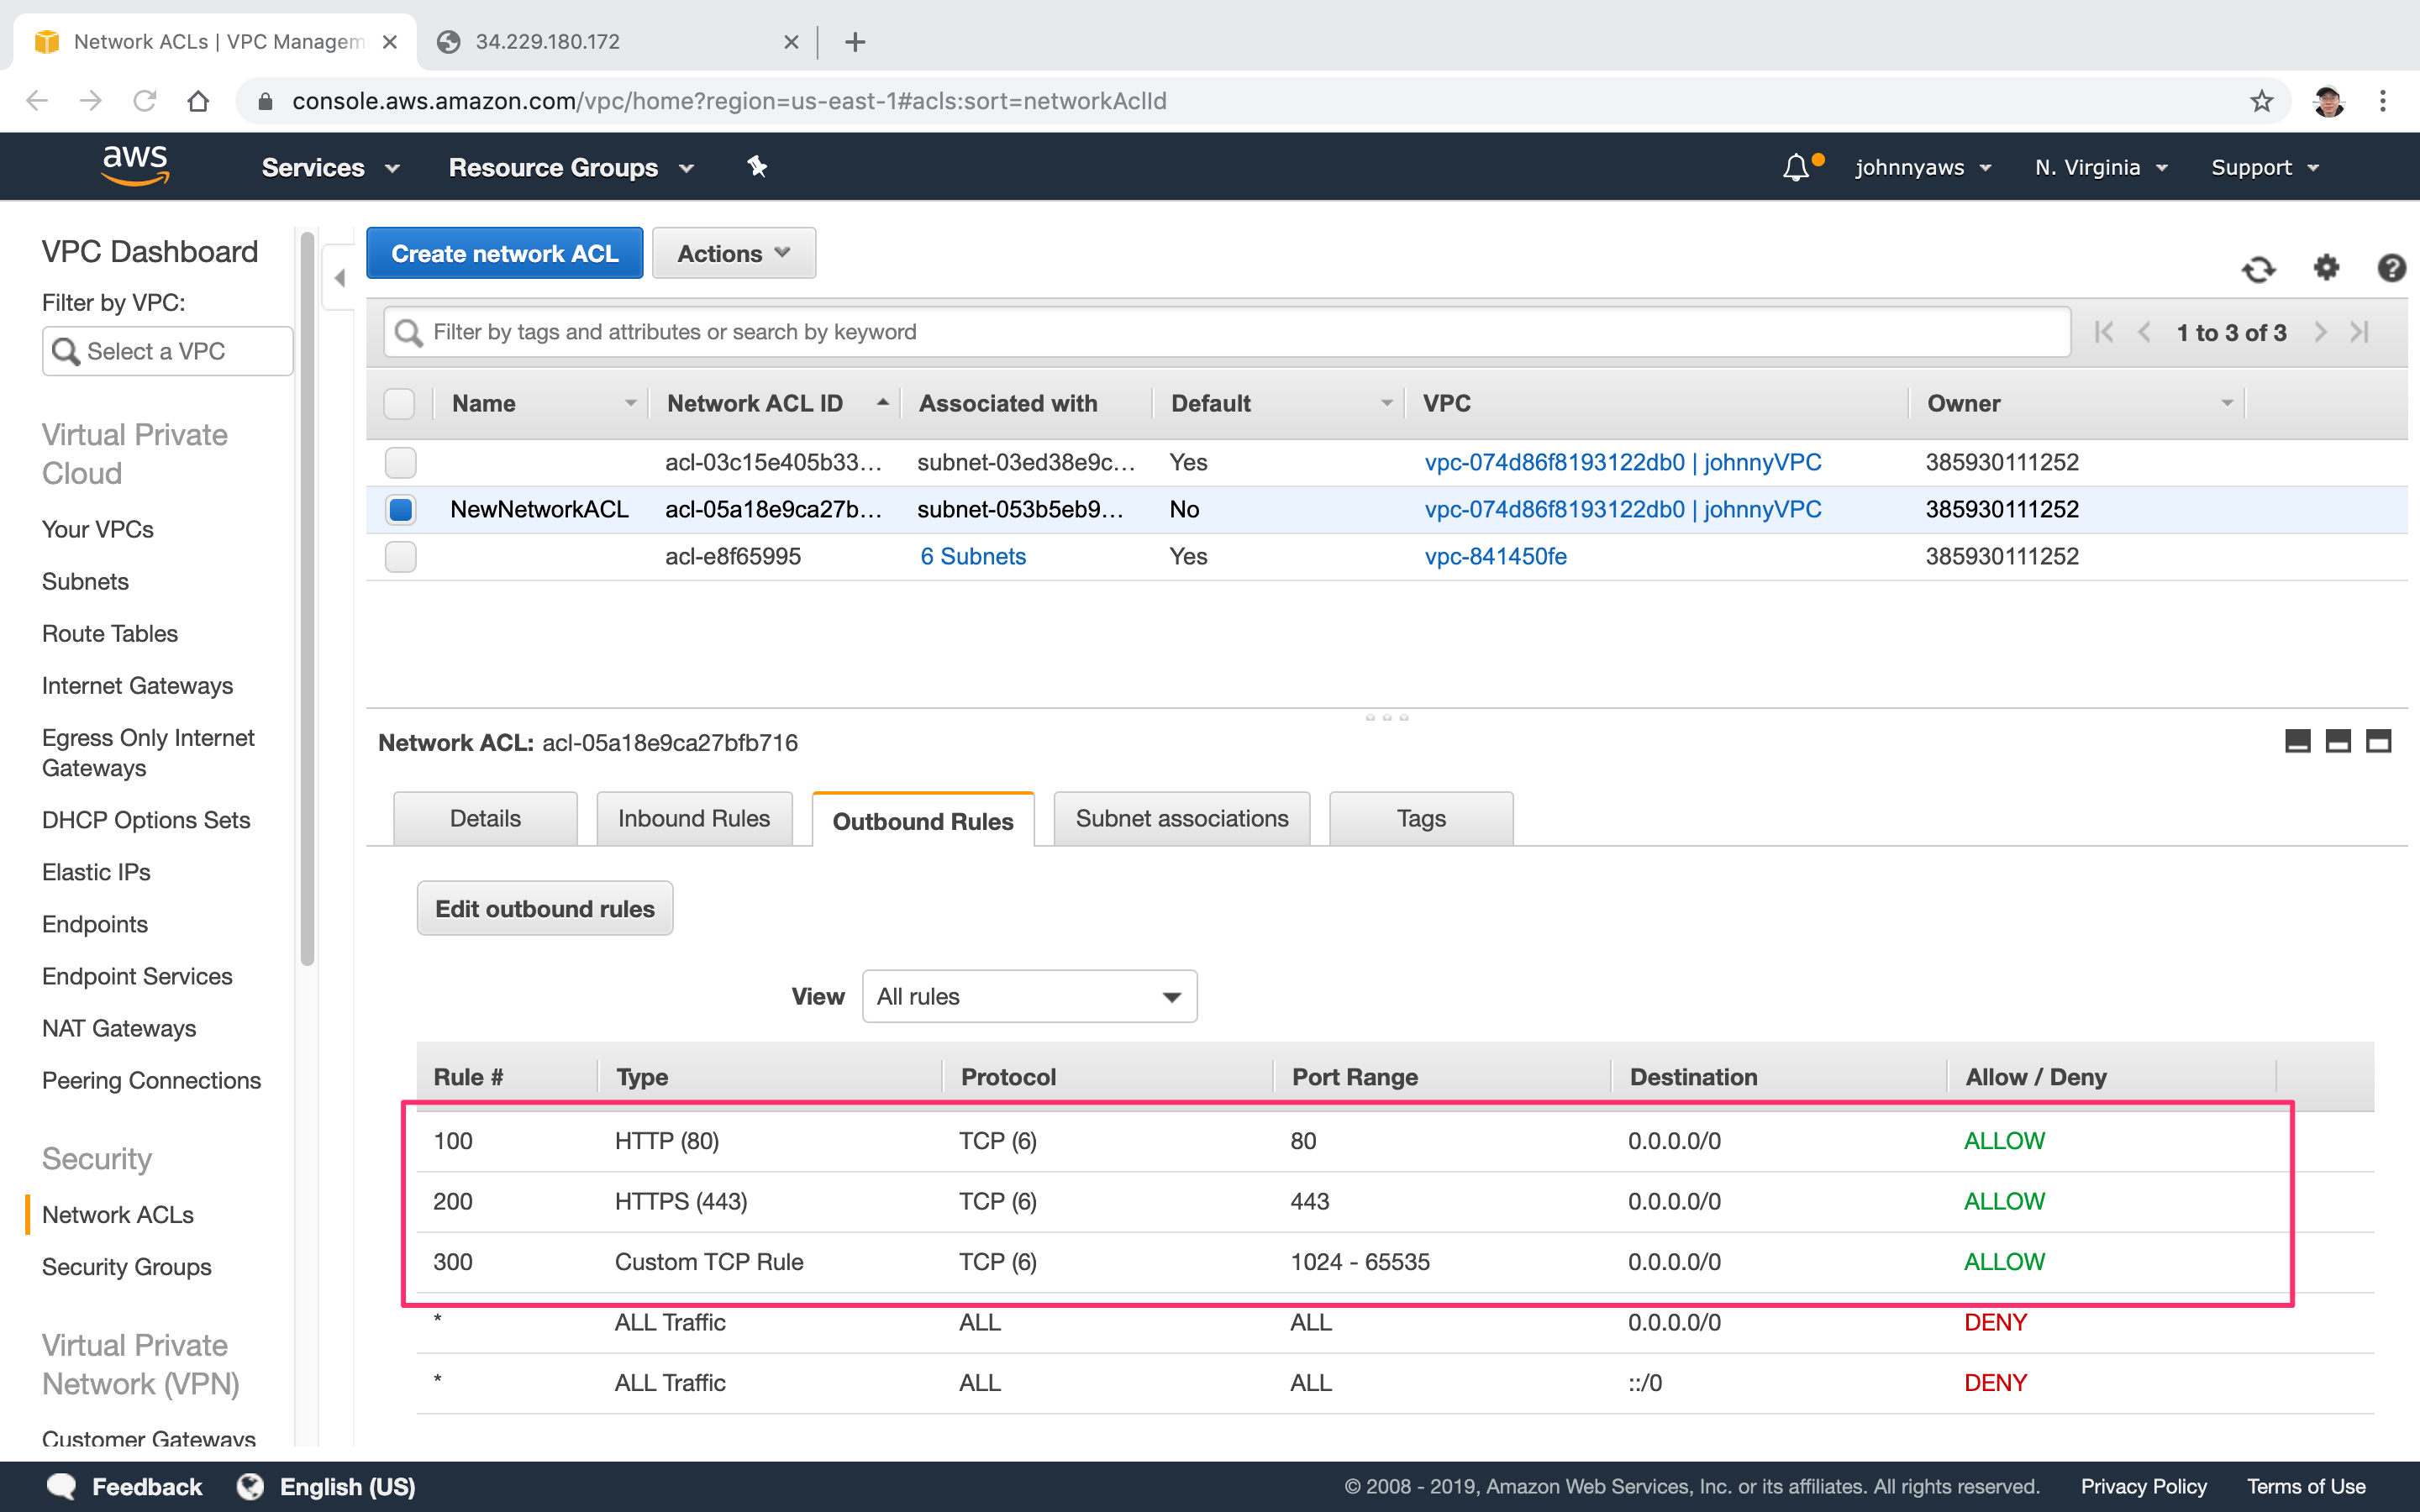 Network ACLs | VPC Managem
34.229.180.172
console.aws.amazon.com/vpc/home?region=us-east-1#acls:sort=networkAclId
aws
Services
Resource Groups
johnnyaws
N. Virginia
Support
VPC Dashboard
Filter by VPC:
Select a VPC
Virtual Private
Cloud
Your VPCs
Subnets
Route Tables
Internet Gateways
Egress Only Internet
Gateways
DHCP Options Sets
Elastic IPs
Endpoints
Endpoint Services
NAT Gateways
Peering Connections
Security
Network ACLs
Security Groups
Virtual Private
Network (VPN)
Customer Gateways
Create network ACL
Actions
Filter by tags and attributes or search by keyword
1 to 3 of 3
Name Network ACL ID Associated with Default VPC Owner
acl-03c15e405b33... subnet-03ed38e9c... Yes vpc-074d86f8193122db0 | johnnyVPC 385930111252
NewNetworkACL acl-05a18e9ca27b... subnet-053b5eb9... No vpc-074d86f8193122db0 | johnnyVPC 385930111252
acl-e8f65995 6 Subnets Yes vpc-841450fe 385930111252
Network ACL: acl-05a18e9ca27bfb716
Details
Inbound Rules
Outbound Rules
Subnet associations
Tags
Edit outbound rules
View All rules
Rule # Type Protocol Port Range Destination Allow / Deny
100 HTTP (80) TCP (6) 80 0.0.0.0/0 ALLOW
200 HTTPS (443) TCP (6) 443 0.0.0.0/0 ALLOW
300 Custom TCP Rule TCP (6) 1024 - 65535 0.0.0.0/0 ALLOW
* ALL Traffic ALL ALL 0.0.0.0/0 DENY
* ALL Traffic ALL ALL ::/0 DENY
Feedback
English (US)
© 2008 - 2019, Amazon Web Services, Inc. or its affiliates. All rights reserved.
Privacy Policy
Terms of Use